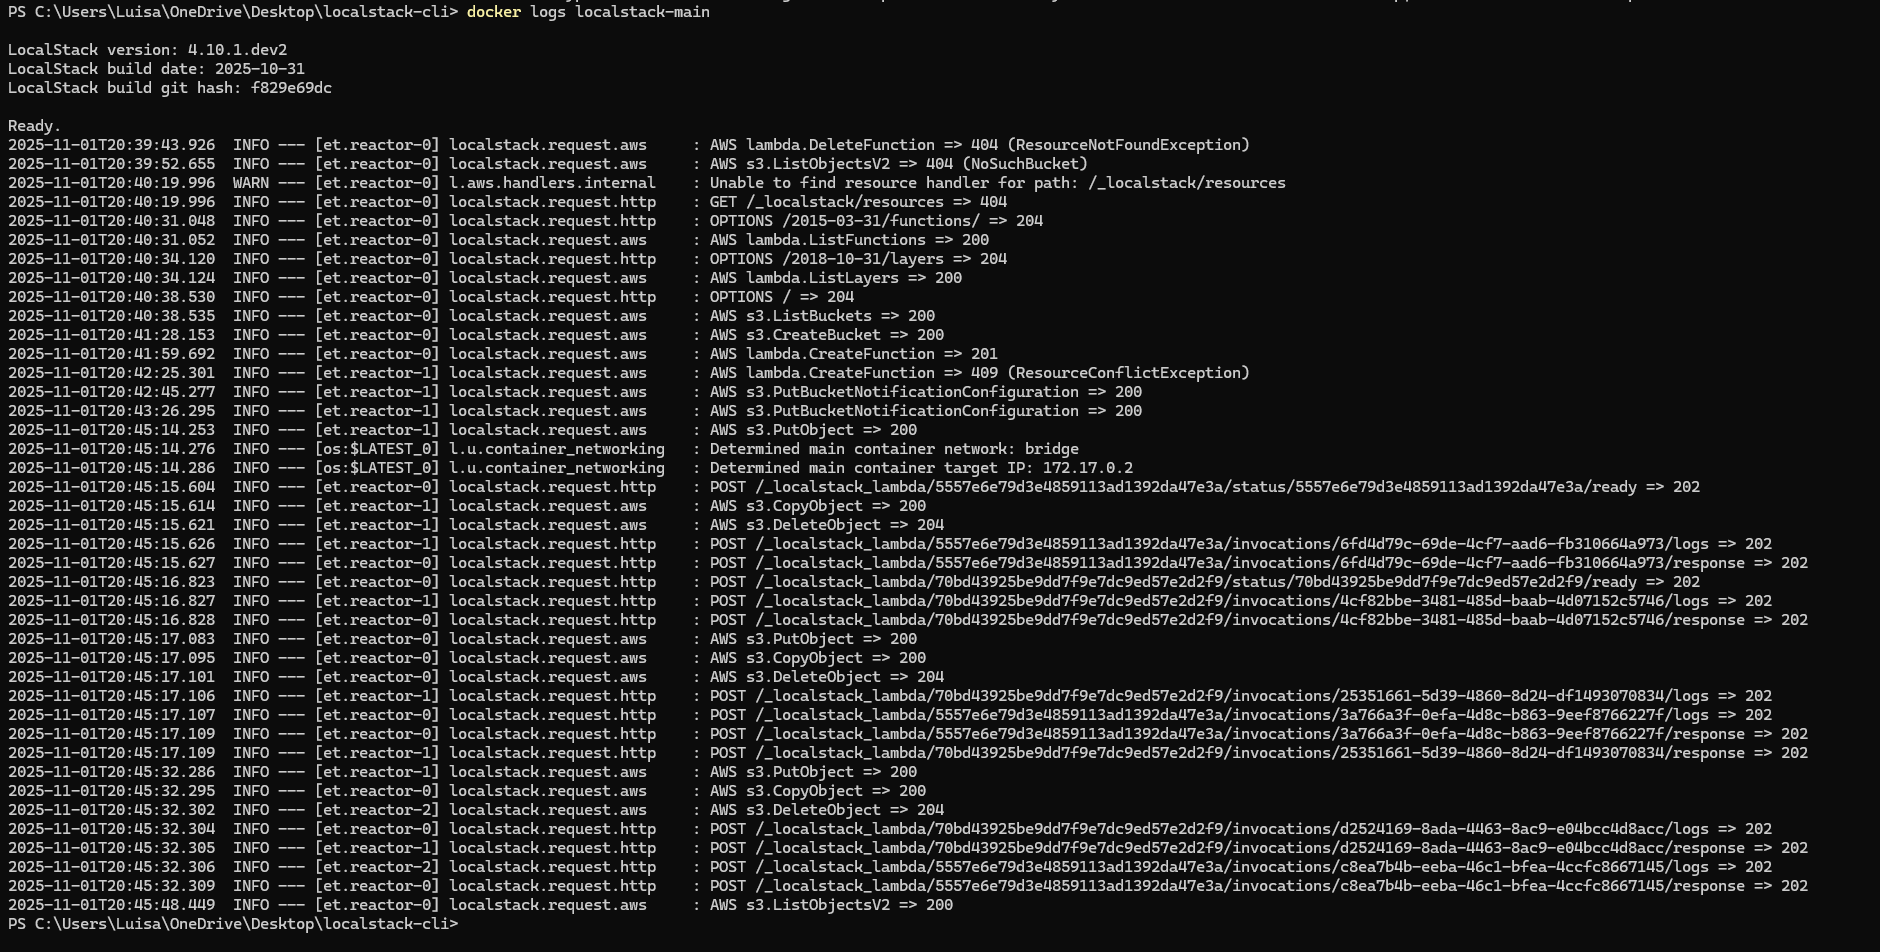 PS C:\Users\Luisa\OneDrive\Desktop\localstack-cli> docker logs localstack-main
LocalStack version: 4.10.1.dev2
LocalStack build date: 2025-10-31
LocalStack build git hash: f829e69dc
Ready.
2025-11-01T20:39:43.926  INFO --- [et.reactor-0] localstack.request.aws     : AWS lambda.DeleteFunction => 404 (ResourceNotFoundException)
2025-11-01T20:39:52.655  INFO --- [et.reactor-0] localstack.request.aws     : AWS s3.ListObjectsV2 => 404 (NoSuchBucket)
2025-11-01T20:40:19.996  WARN --- [et.reactor-0] l.aws.handlers.internal    : Unable to find resource handler for path: /_localstack/resources
2025-11-01T20:40:19.996  INFO --- [et.reactor-0] localstack.request.http    : GET /_localstack/resources => 404
2025-11-01T20:40:31.048  INFO --- [et.reactor-0] localstack.request.http    : OPTIONS /2015-03-31/functions/ => 204
2025-11-01T20:40:31.052  INFO --- [et.reactor-0] localstack.request.aws     : AWS lambda.ListFunctions => 200
2025-11-01T20:40:34.120  INFO --- [et.reactor-0] localstack.request.http    : OPTIONS /2018-10-31/layers => 204
2025-11-01T20:40:34.124  INFO --- [et.reactor-0] localstack.request.aws     : AWS lambda.ListLayers => 200
2025-11-01T20:40:38.530  INFO --- [et.reactor-0] localstack.request.http    : OPTIONS / => 204
2025-11-01T20:40:38.535  INFO --- [et.reactor-0] localstack.request.aws     : AWS s3.ListBuckets => 200
2025-11-01T20:41:28.153  INFO --- [et.reactor-0] localstack.request.aws     : AWS s3.CreateBucket => 200
2025-11-01T20:41:59.692  INFO --- [et.reactor-0] localstack.request.aws     : AWS lambda.CreateFunction => 201
2025-11-01T20:42:25.301  INFO --- [et.reactor-1] localstack.request.aws     : AWS lambda.CreateFunction => 409 (ResourceConflictException)
2025-11-01T20:42:45.277  INFO --- [et.reactor-1] localstack.request.aws     : AWS s3.PutBucketNotificationConfiguration => 200
2025-11-01T20:43:26.295  INFO --- [et.reactor-1] localstack.request.aws     : AWS s3.PutBucketNotificationConfiguration => 200
2025-11-01T20:45:14.253  INFO --- [et.reactor-1] localstack.request.aws     : AWS s3.PutObject => 200
2025-11-01T20:45:14.276  INFO --- [os:$LATEST_0] l.u.container_networking   : Determined main container network: bridge
2025-11-01T20:45:14.286  INFO --- [os:$LATEST_0] l.u.container_networking   : Determined main container target IP: 172.17.0.2
2025-11-01T20:45:15.604  INFO --- [et.reactor-0] localstack.request.http    : POST /_localstack_lambda/5557e6e79d3e4859113ad1392da47e3a/status/5557e6e79d3e4859113ad1392da47e3a/ready => 202
2025-11-01T20:45:15.614  INFO --- [et.reactor-1] localstack.request.aws     : AWS s3.CopyObject => 200
2025-11-01T20:45:15.621  INFO --- [et.reactor-1] localstack.request.aws     : AWS s3.DeleteObject => 204
2025-11-01T20:45:15.626  INFO --- [et.reactor-1] localstack.request.http    : POST /_localstack_lambda/5557e6e79d3e4859113ad1392da47e3a/invocations/6fd4d79c-69de-4cf7-aad6-fb310664a973/logs => 202
2025-11-01T20:45:15.627  INFO --- [et.reactor-0] localstack.request.http    : POST /_localstack_lambda/5557e6e79d3e4859113ad1392da47e3a/invocations/6fd4d79c-69de-4cf7-aad6-fb310664a973/response => 202
2025-11-01T20:45:16.823  INFO --- [et.reactor-0] localstack.request.http    : POST /_localstack_lambda/70bd43925be9dd7f9e7dc9ed57e2d2f9/status/70bd43925be9dd7f9e7dc9ed57e2d2f9/ready => 202
2025-11-01T20:45:16.827  INFO --- [et.reactor-1] localstack.request.http    : POST /_localstack_lambda/70bd43925be9dd7f9e7dc9ed57e2d2f9/invocations/4cf82bbe-3481-485d-baab-4d07152c5746/logs => 202
2025-11-01T20:45:16.828  INFO --- [et.reactor-0] localstack.request.http    : POST /_localstack_lambda/70bd43925be9dd7f9e7dc9ed57e2d2f9/invocations/4cf82bbe-3481-485d-baab-4d07152c5746/response => 202
2025-11-01T20:45:17.083  INFO --- [et.reactor-0] localstack.request.aws     : AWS s3.PutObject => 200
2025-11-01T20:45:17.095  INFO --- [et.reactor-0] localstack.request.aws     : AWS s3.CopyObject => 200
2025-11-01T20:45:17.101  INFO --- [et.reactor-0] localstack.request.aws     : AWS s3.DeleteObject => 204
2025-11-01T20:45:17.106  INFO --- [et.reactor-1] localstack.request.http    : POST /_localstack_lambda/70bd43925be9dd7f9e7dc9ed57e2d2f9/invocations/25351661-5d39-4860-8d24-df1493070834/logs => 202
2025-11-01T20:45:17.107  INFO --- [et.reactor-0] localstack.request.http    : POST /_localstack_lambda/5557e6e79d3e4859113ad1392da47e3a/invocations/3a766a3f-0efa-4d8c-b863-9eef8766227f/logs => 202
2025-11-01T20:45:17.109  INFO --- [et.reactor-0] localstack.request.http    : POST /_localstack_lambda/5557e6e79d3e4859113ad1392da47e3a/invocations/3a766a3f-0efa-4d8c-b863-9eef8766227f/response => 202
2025-11-01T20:45:17.109  INFO --- [et.reactor-1] localstack.request.http    : POST /_localstack_lambda/70bd43925be9dd7f9e7dc9ed57e2d2f9/invocations/25351661-5d39-4860-8d24-df1493070834/response => 202
2025-11-01T20:45:32.286  INFO --- [et.reactor-1] localstack.request.aws     : AWS s3.PutObject => 200
2025-11-01T20:45:32.295  INFO --- [et.reactor-0] localstack.request.aws     : AWS s3.CopyObject => 200
2025-11-01T20:45:32.302  INFO --- [et.reactor-2] localstack.request.aws     : AWS s3.DeleteObject => 204
2025-11-01T20:45:32.304  INFO --- [et.reactor-0] localstack.request.http    : POST /_localstack_lambda/70bd43925be9dd7f9e7dc9ed57e2d2f9/invocations/d2524169-8ada-4463-8ac9-e04bcc4d8acc/logs => 202
2025-11-01T20:45:32.305  INFO --- [et.reactor-1] localstack.request.http    : POST /_localstack_lambda/70bd43925be9dd7f9e7dc9ed57e2d2f9/invocations/d2524169-8ada-4463-8ac9-e04bcc4d8acc/response => 202
2025-11-01T20:45:32.306  INFO --- [et.reactor-2] localstack.request.http    : POST /_localstack_lambda/5557e6e79d3e4859113ad1392da47e3a/invocations/c8ea7b4b-eeba-46c1-bfea-4ccfc8667145/logs => 202
2025-11-01T20:45:32.309  INFO --- [et.reactor-0] localstack.request.http    : POST /_localstack_lambda/5557e6e79d3e4859113ad1392da47e3a/invocations/c8ea7b4b-eeba-46c1-bfea-4ccfc8667145/response => 202
2025-11-01T20:45:48.449  INFO --- [et.reactor-0] localstack.request.aws     : AWS s3.ListObjectsV2 => 200
PS C:\Users\Luisa\OneDrive\Desktop\localstack-cli>